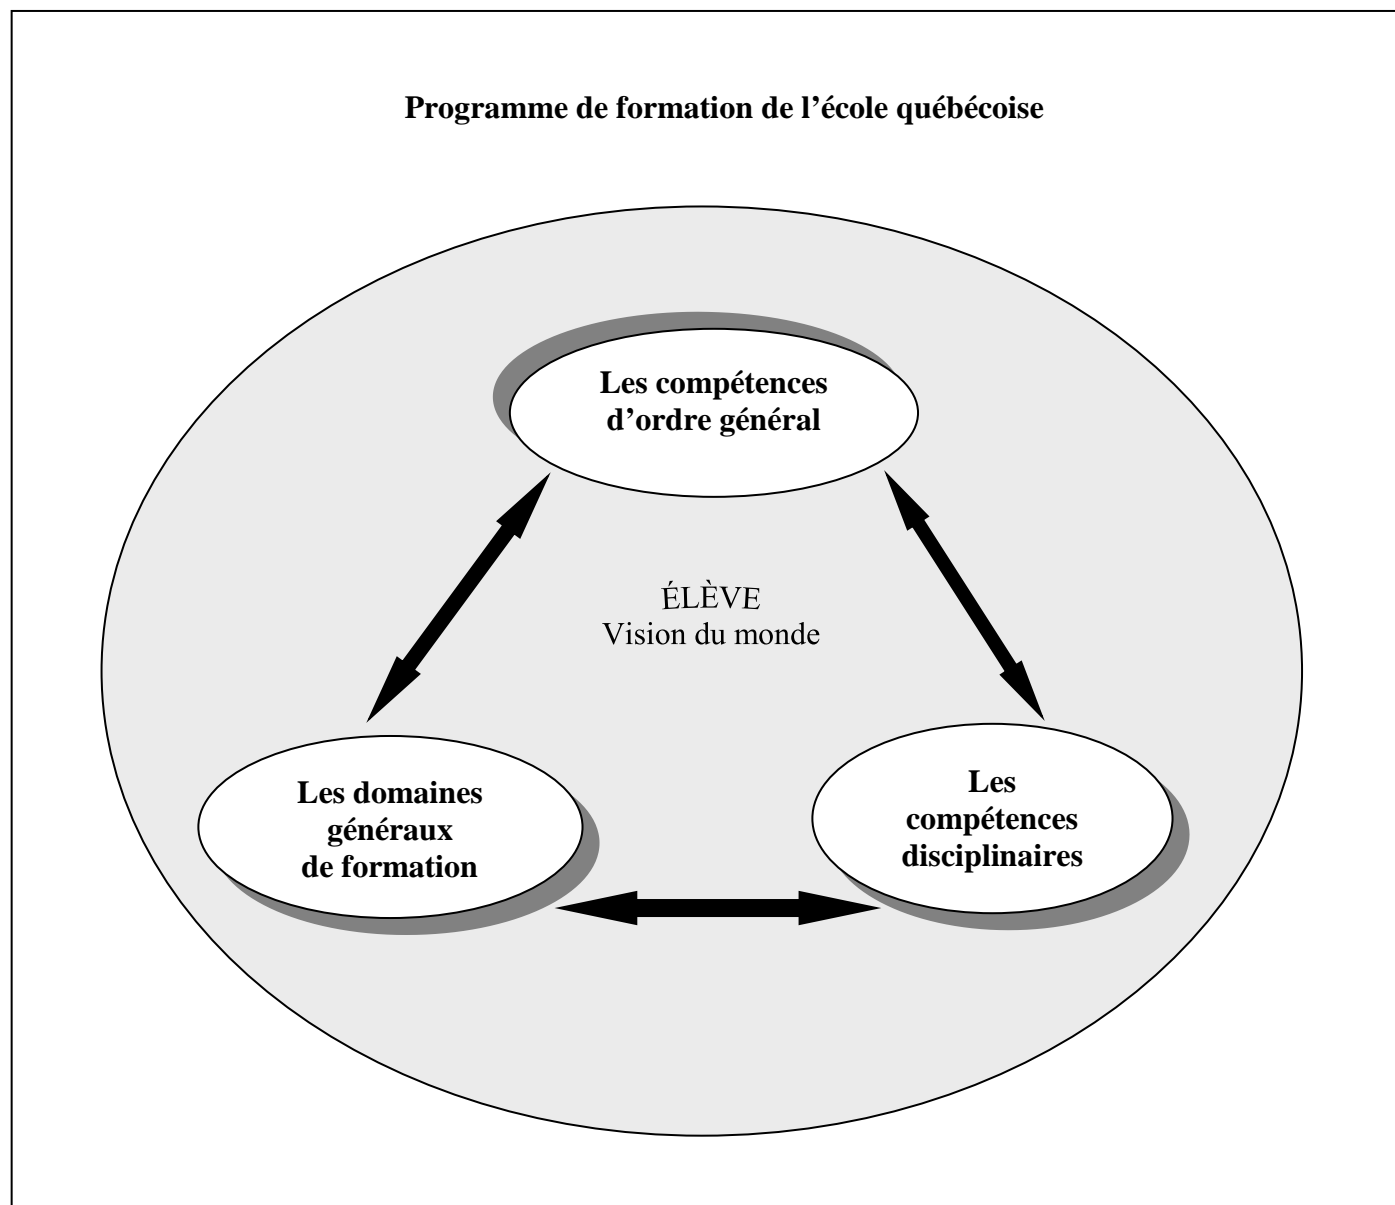 Programme de formation de l’école québécoise
Les compétences
d’ordre général
ÉLÈVE
Vision du monde
Les domaines
généraux
de formation
Les
compétences
disciplinaires